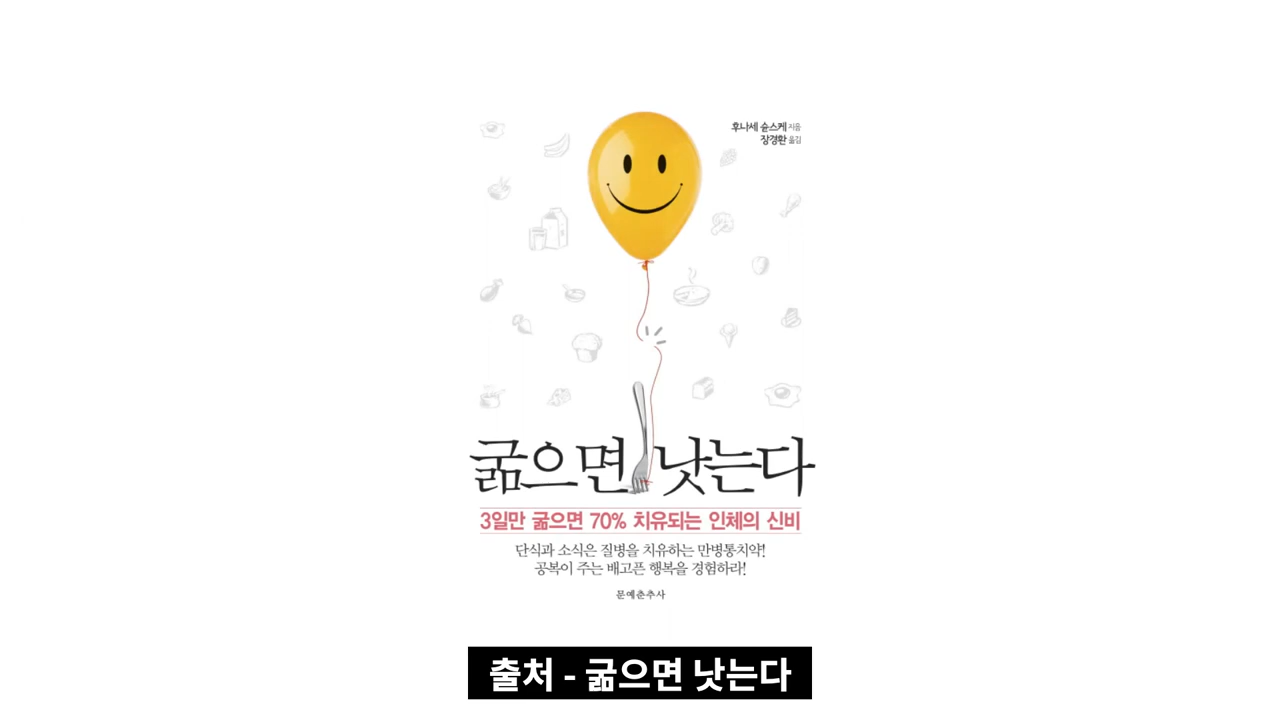 후나세 슌스케 지음
장경환 옮김
굶으면 낫는다
3일만 굶으면 70% 치유되는 인체의 신비
단식과 소식은 질병을 치유하는 만병통치약!
공복이 주는 배고픈 행복을 경험하라!
문예춘추사
출처 - 굶으면 낫는다